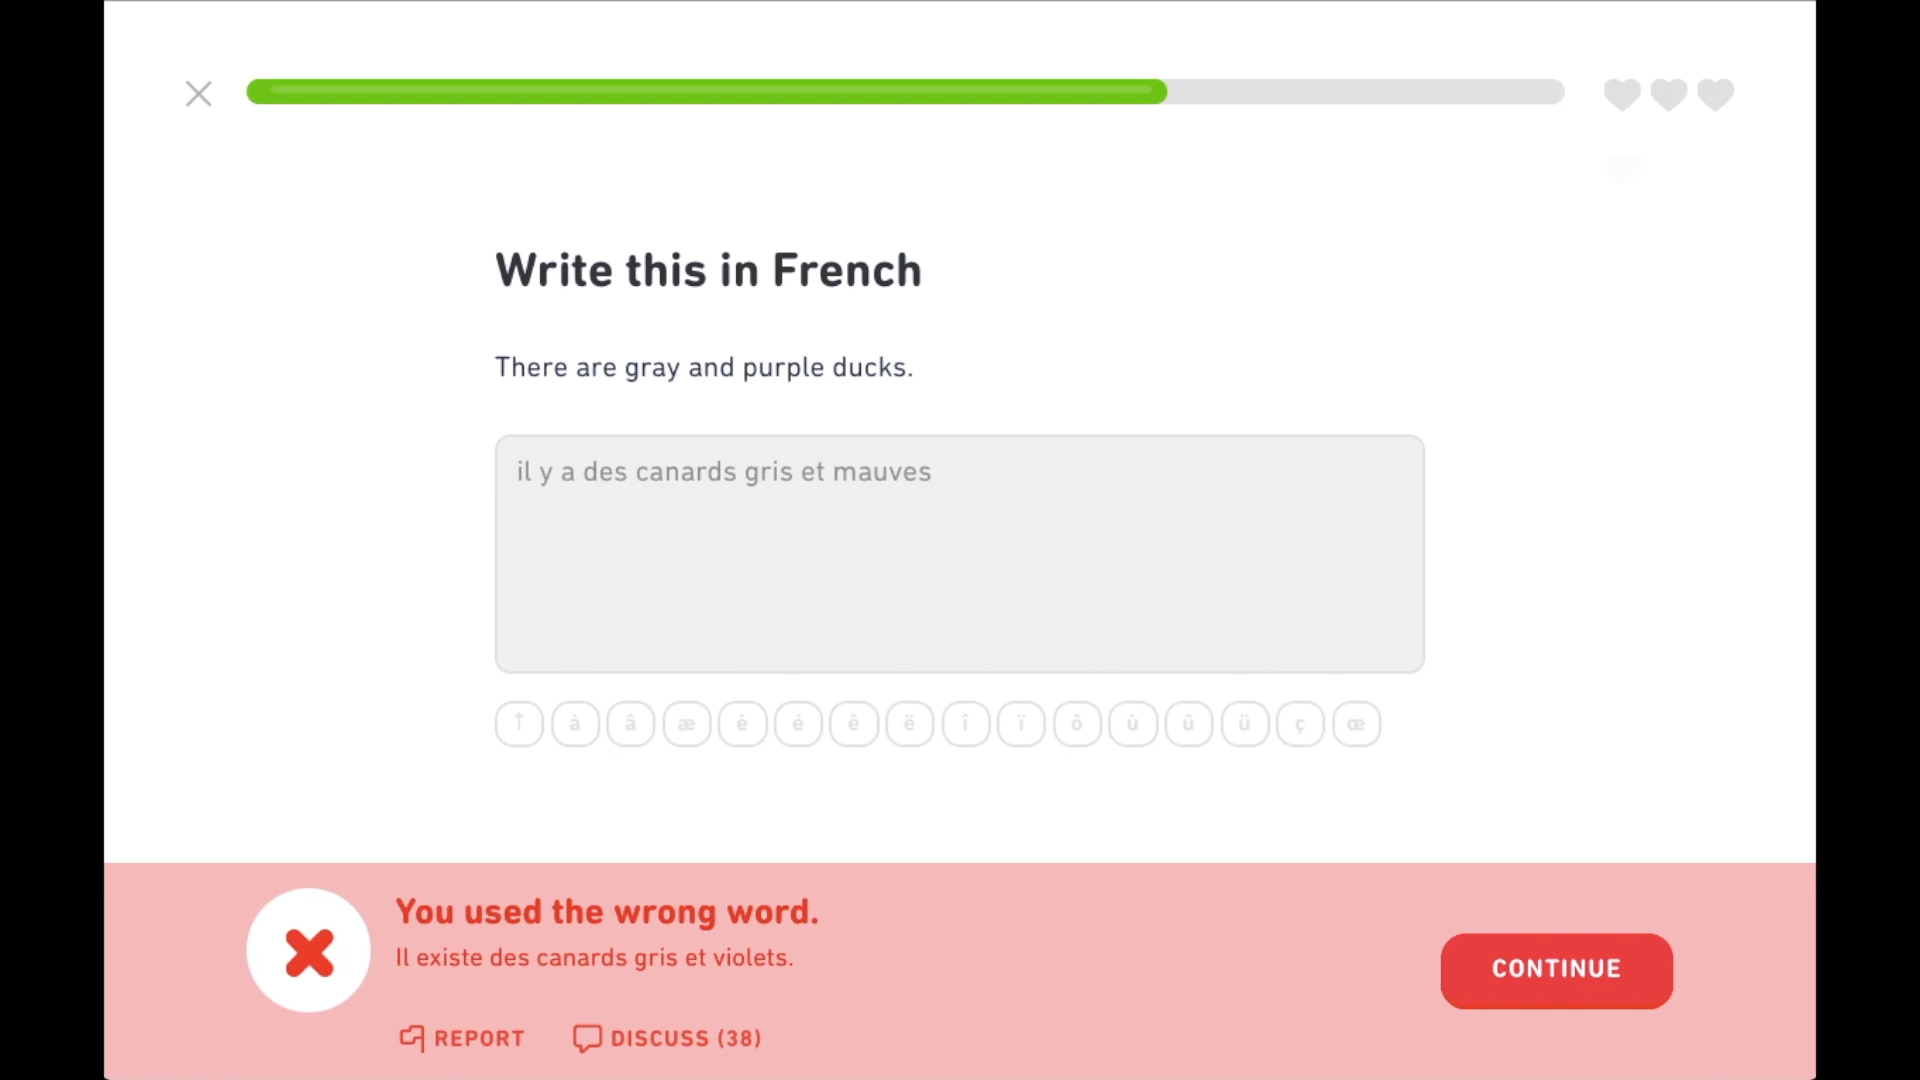 Write this in French
There are gray and purple ducks.
il y a des canards gris et mauves
↑ à â æ è é ê ë î ï ô ù û ü ç œ
You used the wrong word.
Il existe des canards gris et violets.
CONTINUE
REPORT DISCUSS (38)